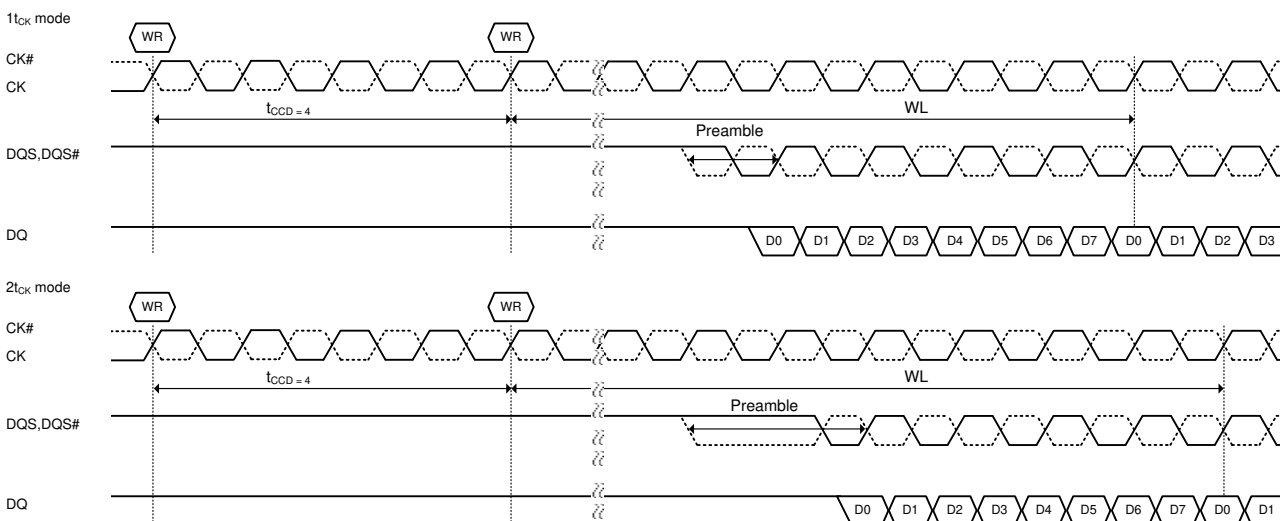 1tCK mode
WR WR
CK#
CK
tCCD = 4 WL
Preamble
DQS,DQS#
DQ D0 D1 D2 D3 D4 D5 D6 D7 D0 D1 D2 D3
2tCK mode
WR WR
CK#
CK
tCCD = 4 WL
Preamble
DQS,DQS#
DQ D0 D1 D2 D3 D4 D5 D6 D7 D0 D1